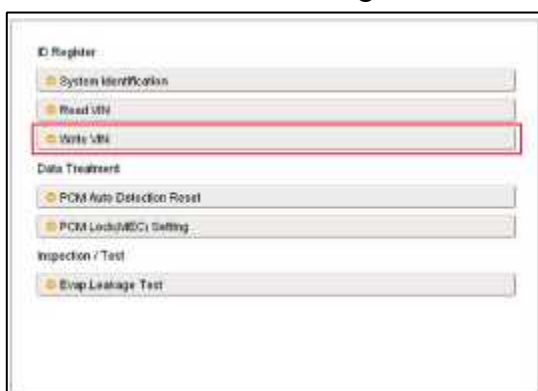 ID Register
System Identification
Read VIN
Write VIN
Data Treatment
PCM Auto Detection Reset
PCM Lock(MEC) Setting
Inspection / Test
Evap.Leakage Test